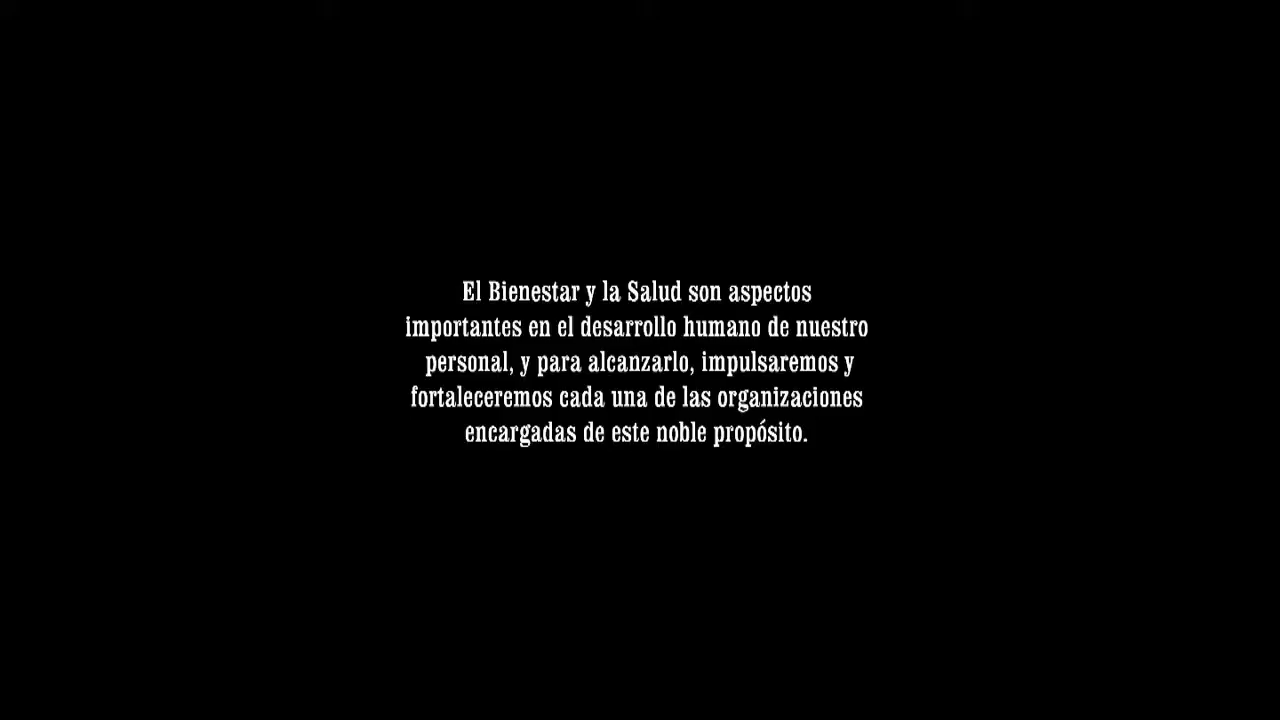 El Bienestar y la Salud son aspectos
importantes en el desarrollo humano de nuestro
personal, y para alcanzarlo, impulsaremos y
fortaleceremos cada una de las organizaciones
encargadas de este noble propósito.